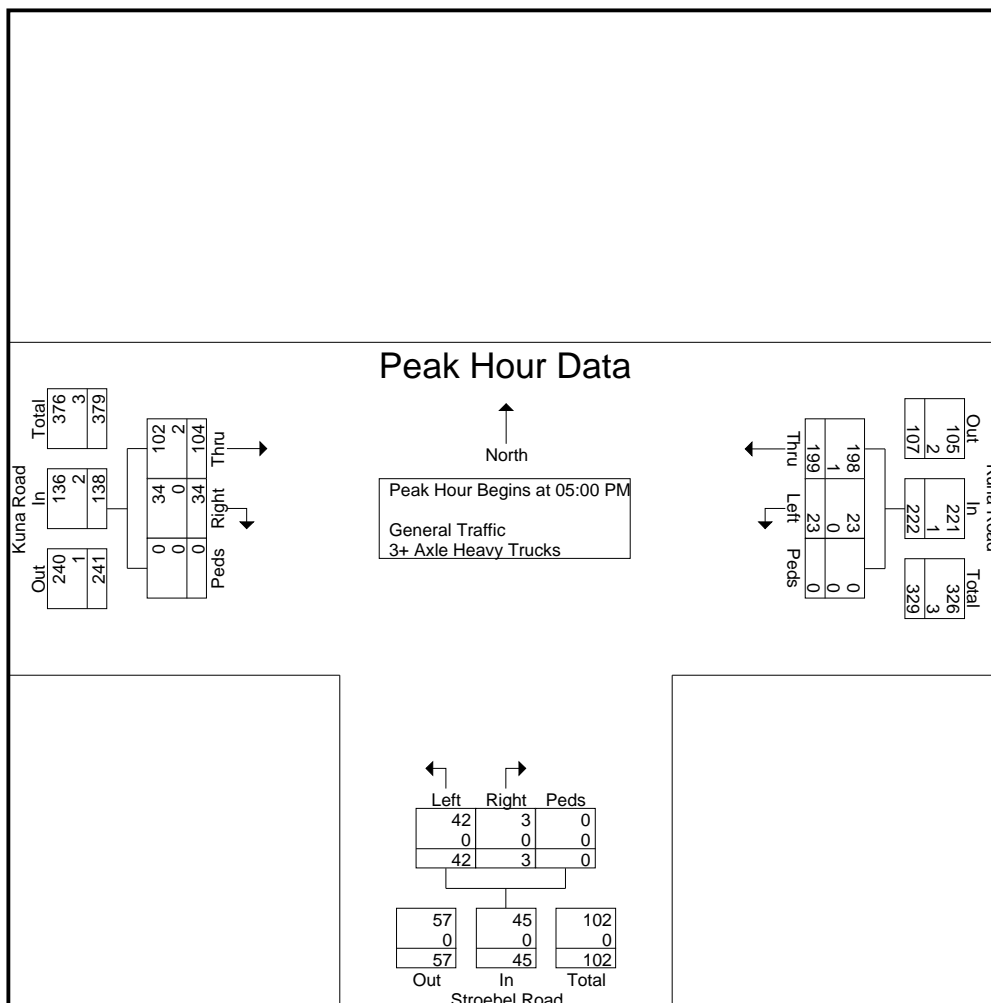 Peak Hour Data
North
Peak Hour Begins at 05:00 PM
General Traffic
3+ Axle Heavy Trucks
Kuna Road
Total In Out
376 136 240
3 2 1
379 138 241
Thru Right Peds
102 34 0
2 0 0
104 34 0
Out In Total
105 221 326
2 1 3
107 222 329
Thru Left Peds
198 23 0
1 0 0
199 23 0
Left Right Peds
42 3 0
0 0 0
42 3 0
57 45 102
0 0 0
57 45 102
Out In Total
Stroebel Road